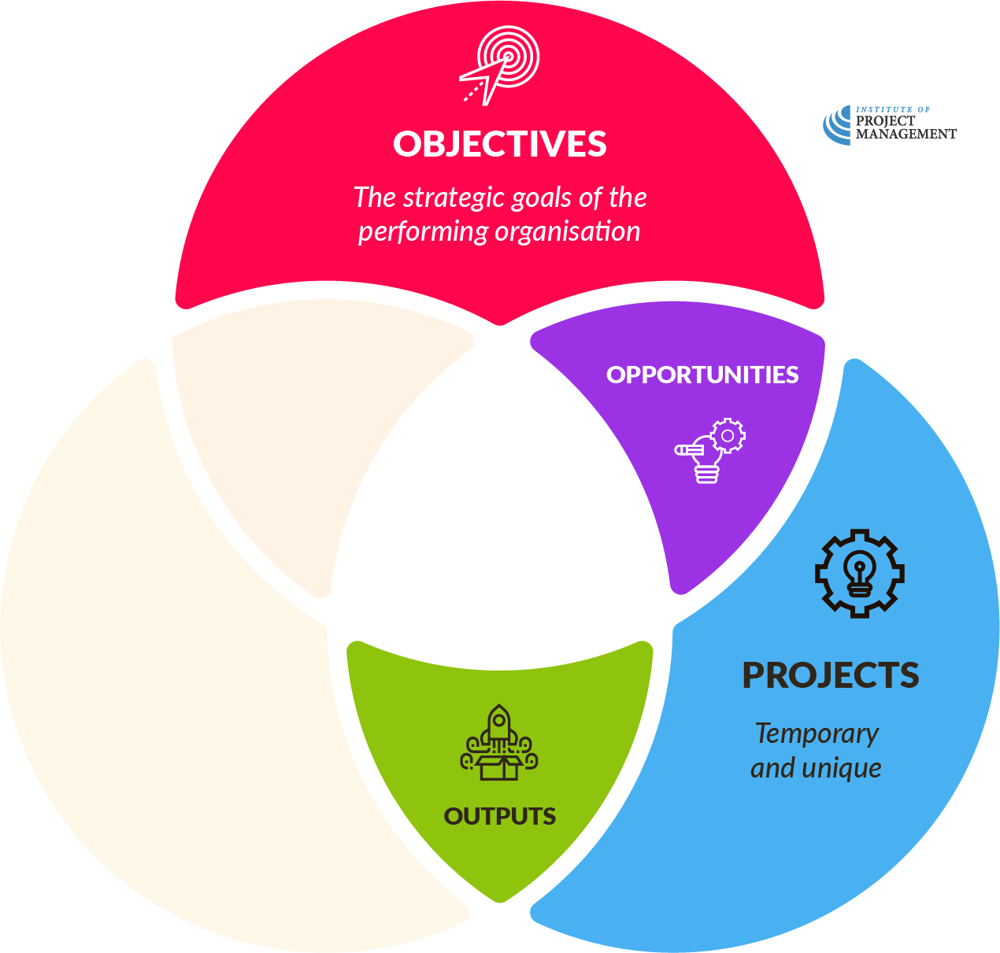 OBJECTIVES
The strategic goals of the
performing organisation
INSTITUTE OF
PROJECT
MANAGEMENT
OPPORTUNITIES
PROJECTS
Temporary
and unique
OUTPUTS